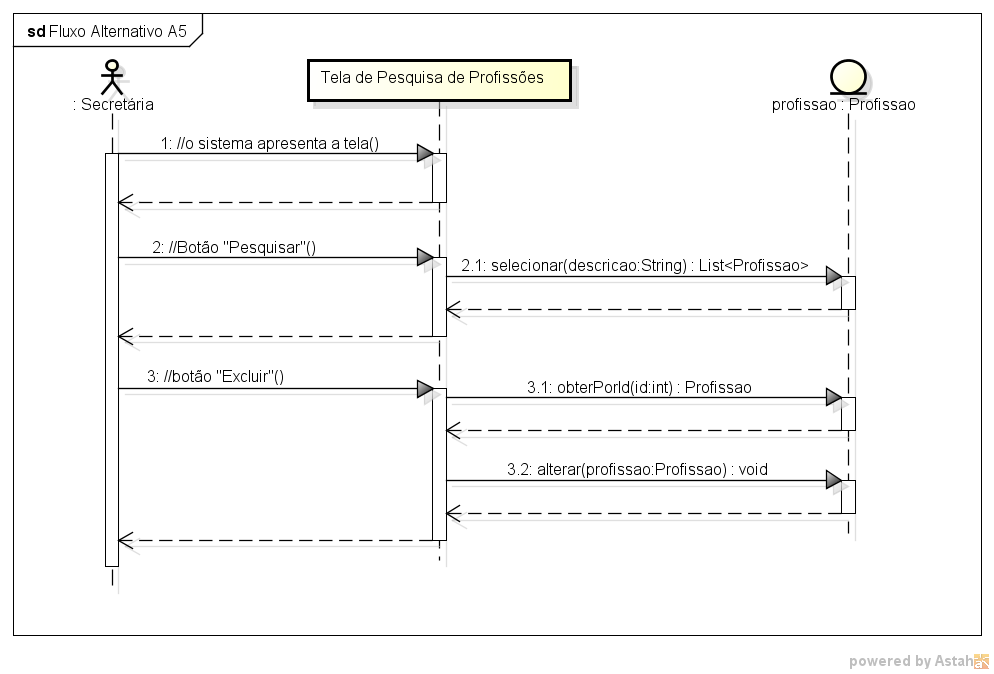 sd Fluxo Alternativo A5
: Secretária
Tela de Pesquisa de Profissões
profissao : Profissao
1: //o sistema apresenta a tela()
2: //Botão "Pesquisar"()
2.1: selecionar(descricao:String) : List<Profissao>
3: //botão "Excluir"()
3.1: obterPorId(id:int) : Profissao
3.2: alterar(profissao:Profissao) : void
powered by Astah